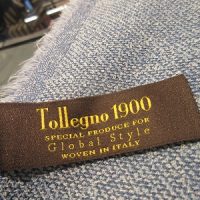 Tollegno 1900
SPECIAL PRODUCE FOR
Global Style
WOVEN IN ITALY